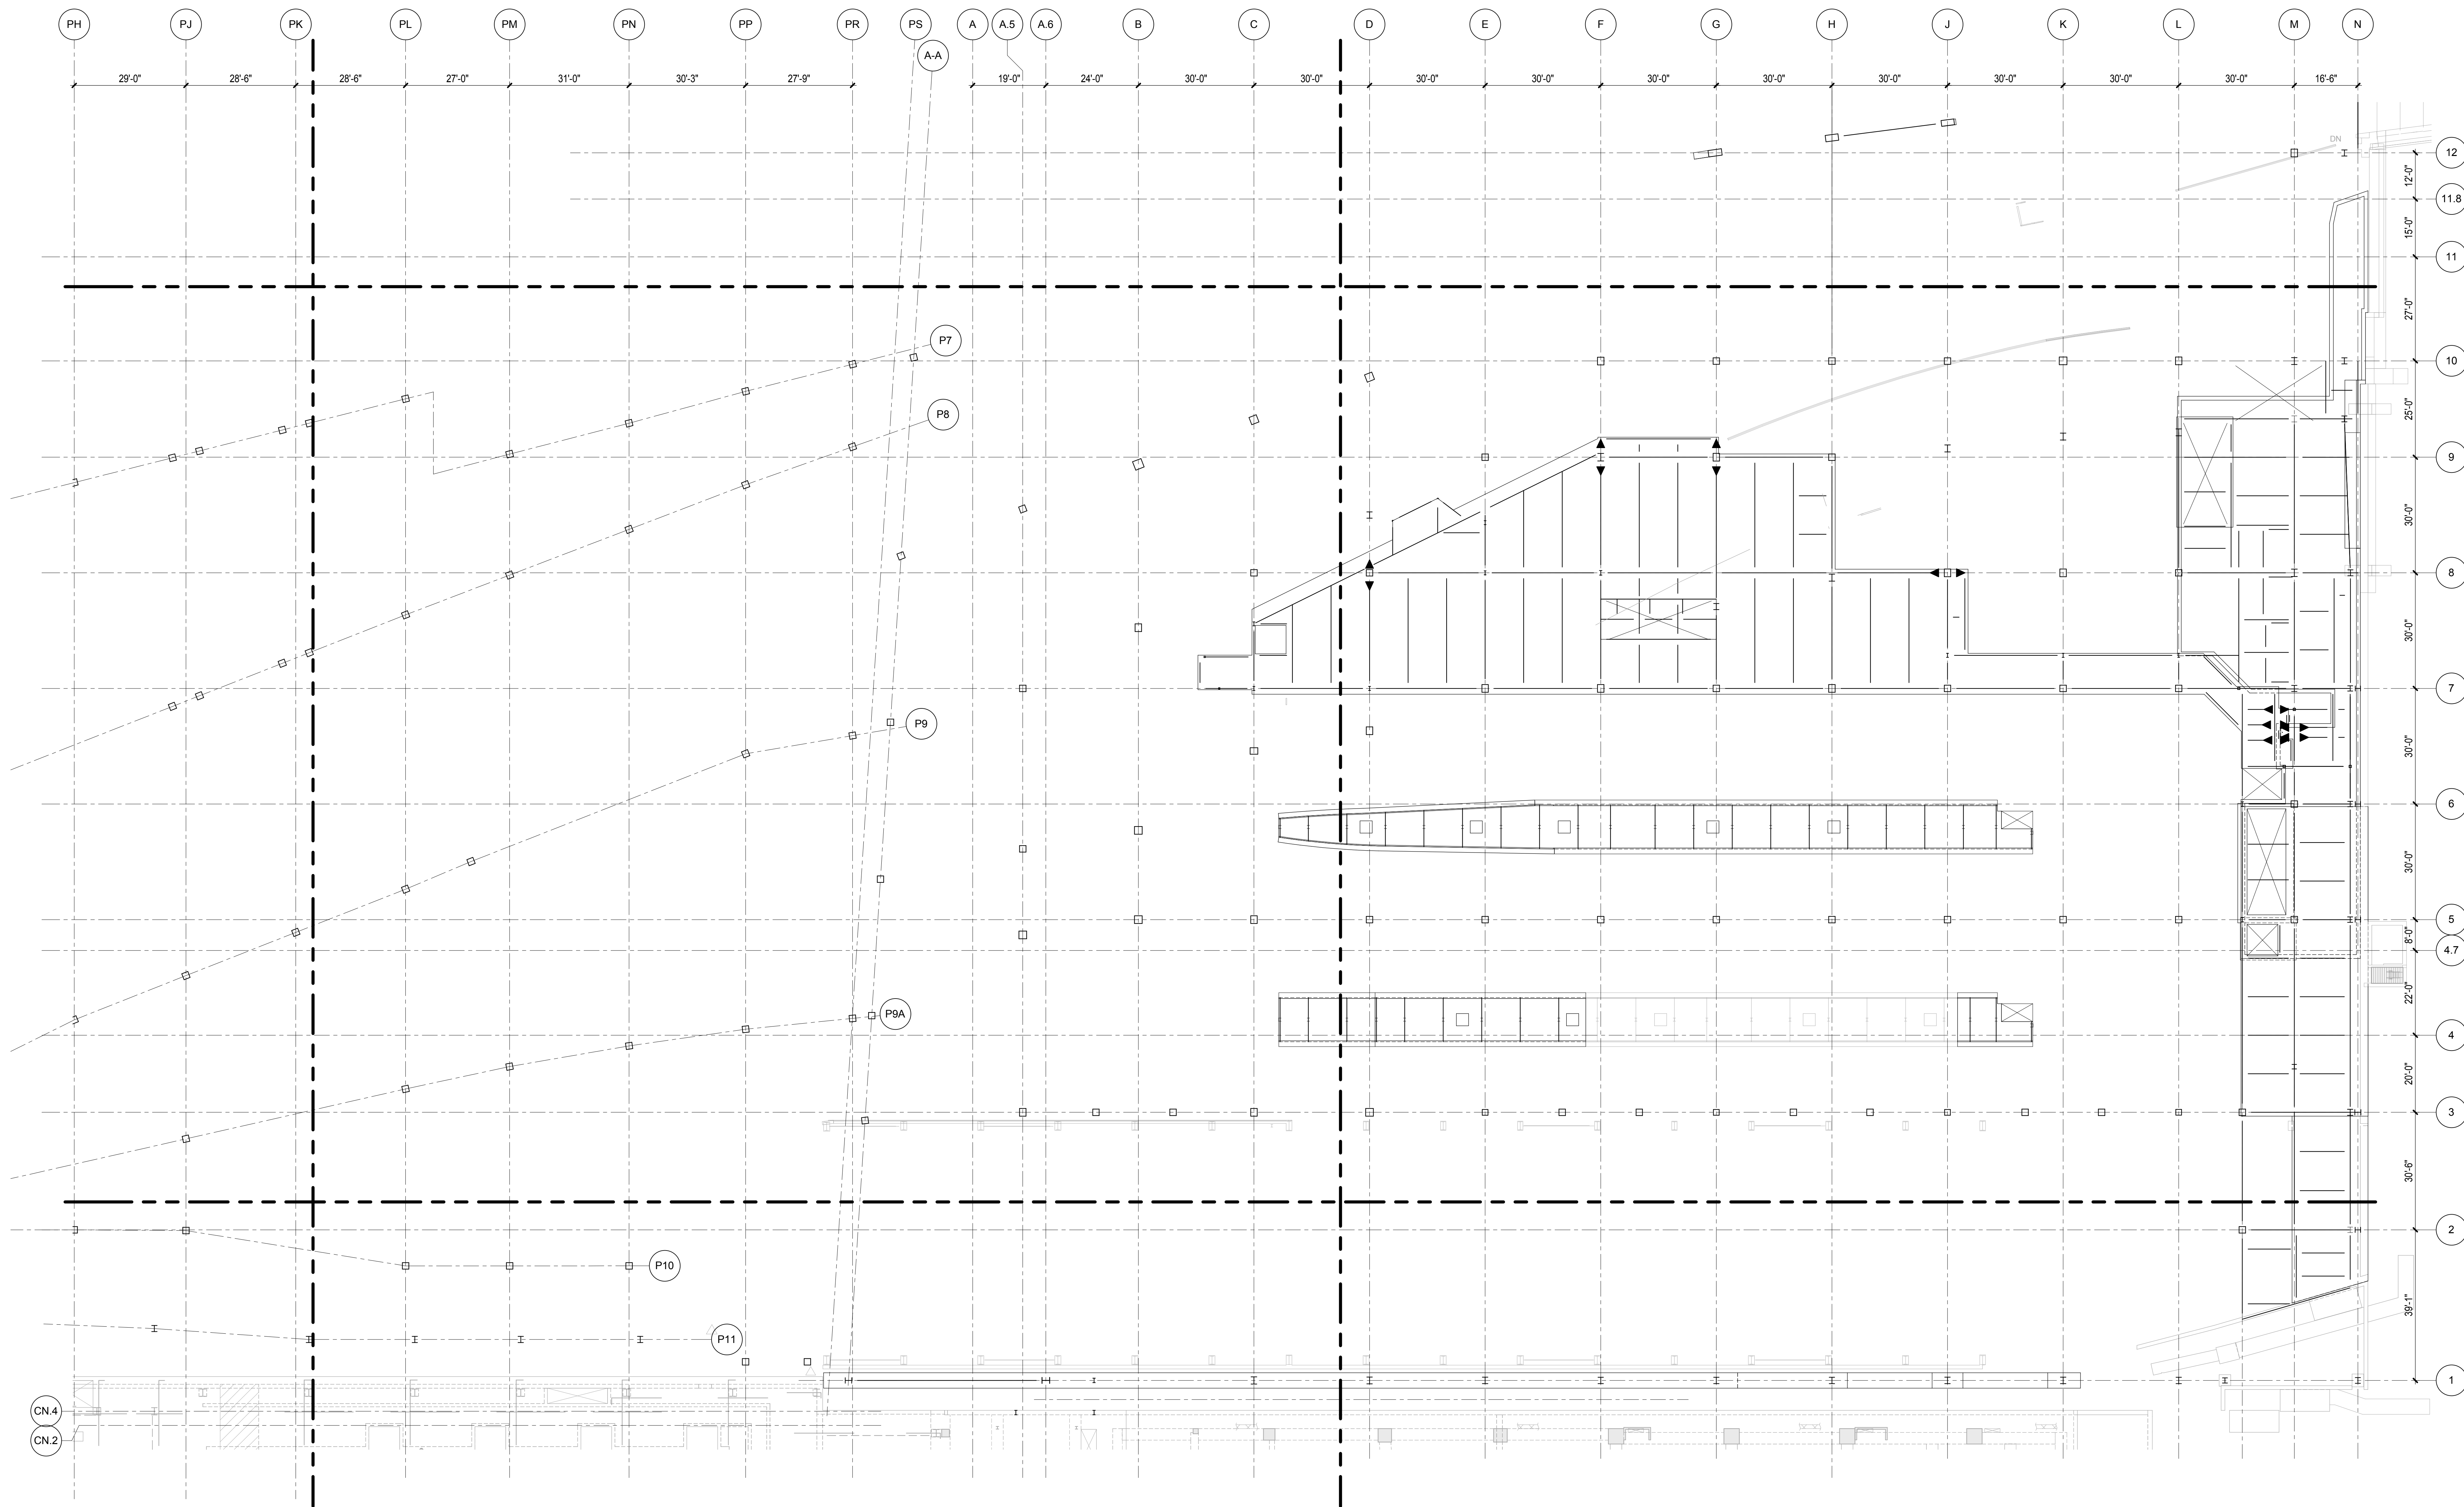 PH PJ PK PL PM PN PP PR PS A A.5 A.6 B C D E F G H J K L M N
A-A
29'-0" 28'-6" 28'-6" 27'-0" 31'-0" 30'-3" 27'-9" 19'-0" 24'-0" 30'-0" 30'-0" 30'-0" 30'-0" 30'-0" 30'-0" 30'-0" 30'-0" 30'-0" 30'-0" 16'-6"
DN
12
12'-0"
11.8
15'-0"
11
27'-0"
P7
10
25'-0"
P8
9
30'-0"
8
30'-0"
7
P9
30'-0"
6
30'-0"
5
8'-0"
4.7
22'-0"
P9A
4
20'-0"
3
30'-6"
2
P10
39'-1"
P11
1
CN.4
CN.2